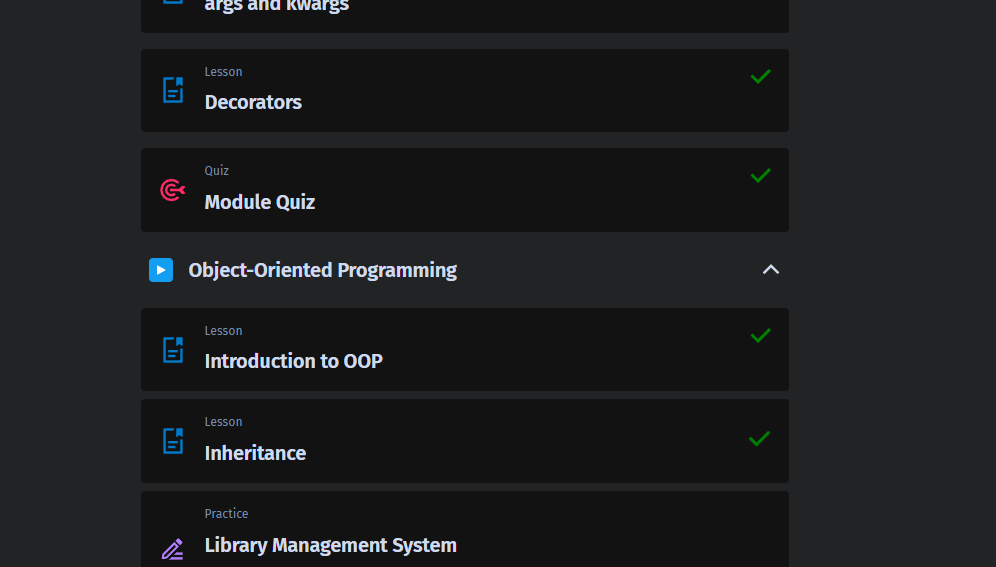 args and kwargs
Lesson
Decorators
Quiz
Module Quiz
Object-Oriented Programming
Lesson
Introduction to OOP
Lesson
Inheritance
Practice
Library Management System